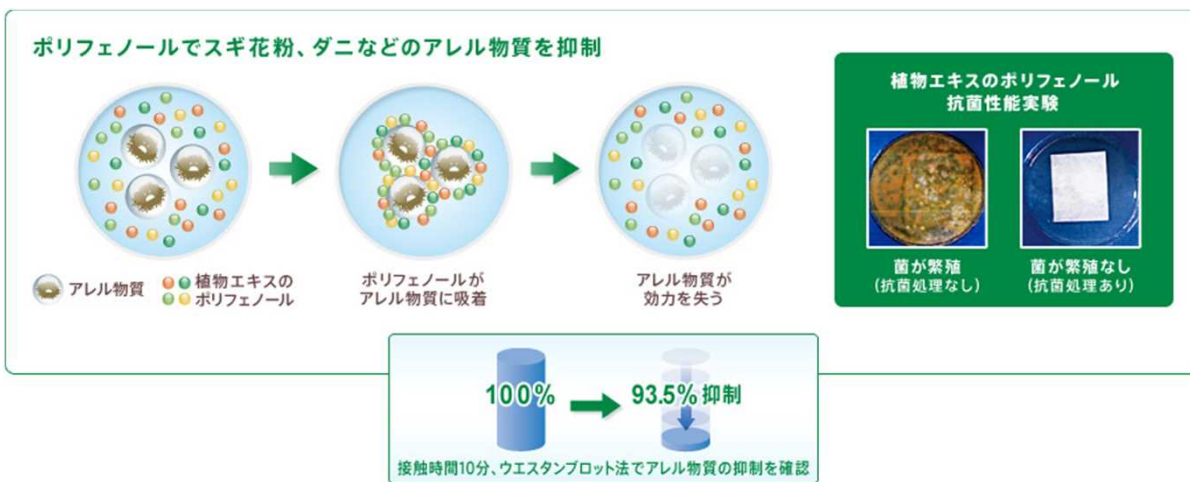 ポリフェノールでスギ花粉、ダニなどのアレル物質を抑制
アレル物質
植物エキスの
ポリフェノール
ポリフェノールが
アレル物質に吸着
アレル物質が
効力を失う
植物エキスのポリフェノール
抗菌性能実験
菌が繁殖
(抗菌処理なし)
菌が繁殖なし
(抗菌処理あり)
100%
93.5%抑制
接触時間10分、ウエスタンブロット法でアレル物質の抑制を確認